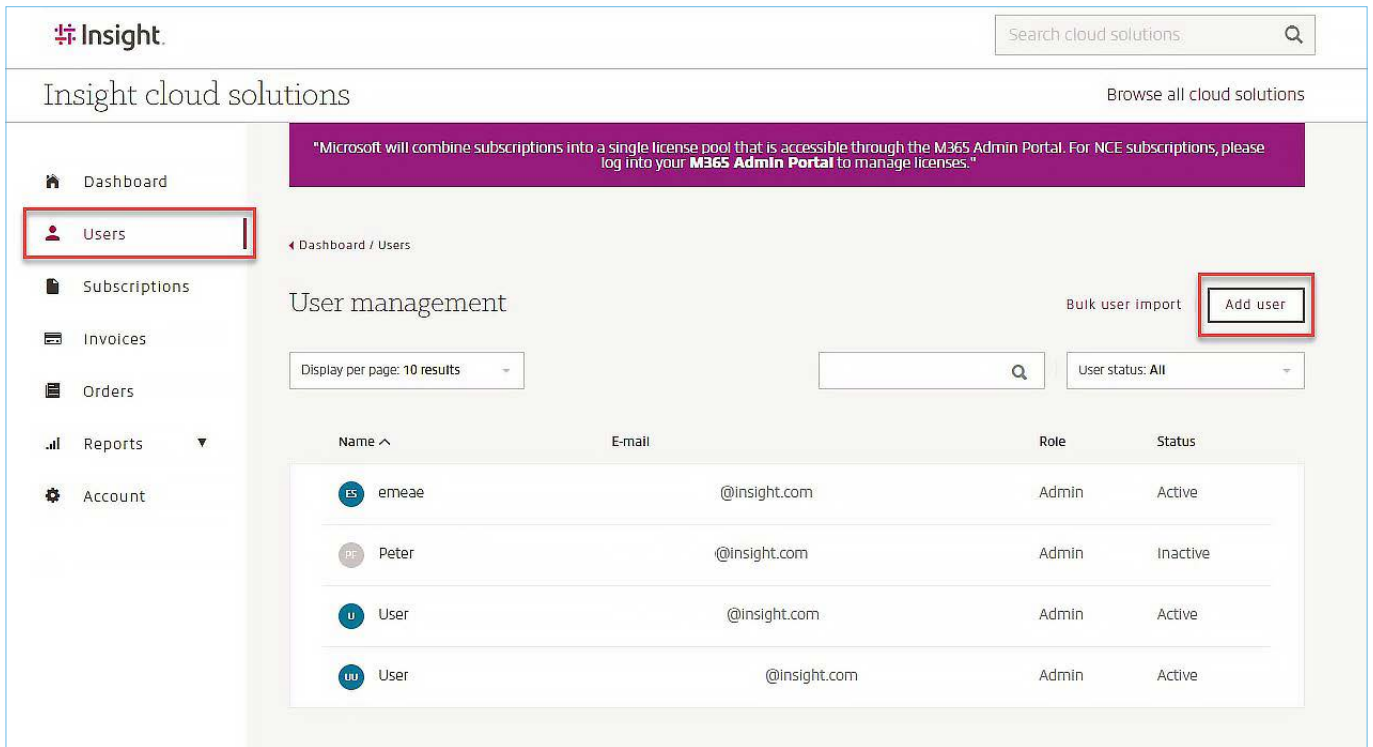 Insight.
Search cloud solutions
Insight cloud solutions
Browse all cloud solutions
"Microsoft will combine subscriptions into a single license pool that is accessible through the M365 Admin Portal. For NCE subscriptions, please
log into your M365 Admin Portal to manage licenses."
Dashboard
Users
Subscriptions
Invoices
Orders
Reports
Account
Dashboard / Users
User management
Bulk user import
Add user
Display per page: 10 results
User status: All
Name
E-mail
Role
Status
ES emeae @insight.com Admin Active
PF Peter @insight.com Admin Inactive
U User @insight.com Admin Active
UU User @insight.com Admin Active